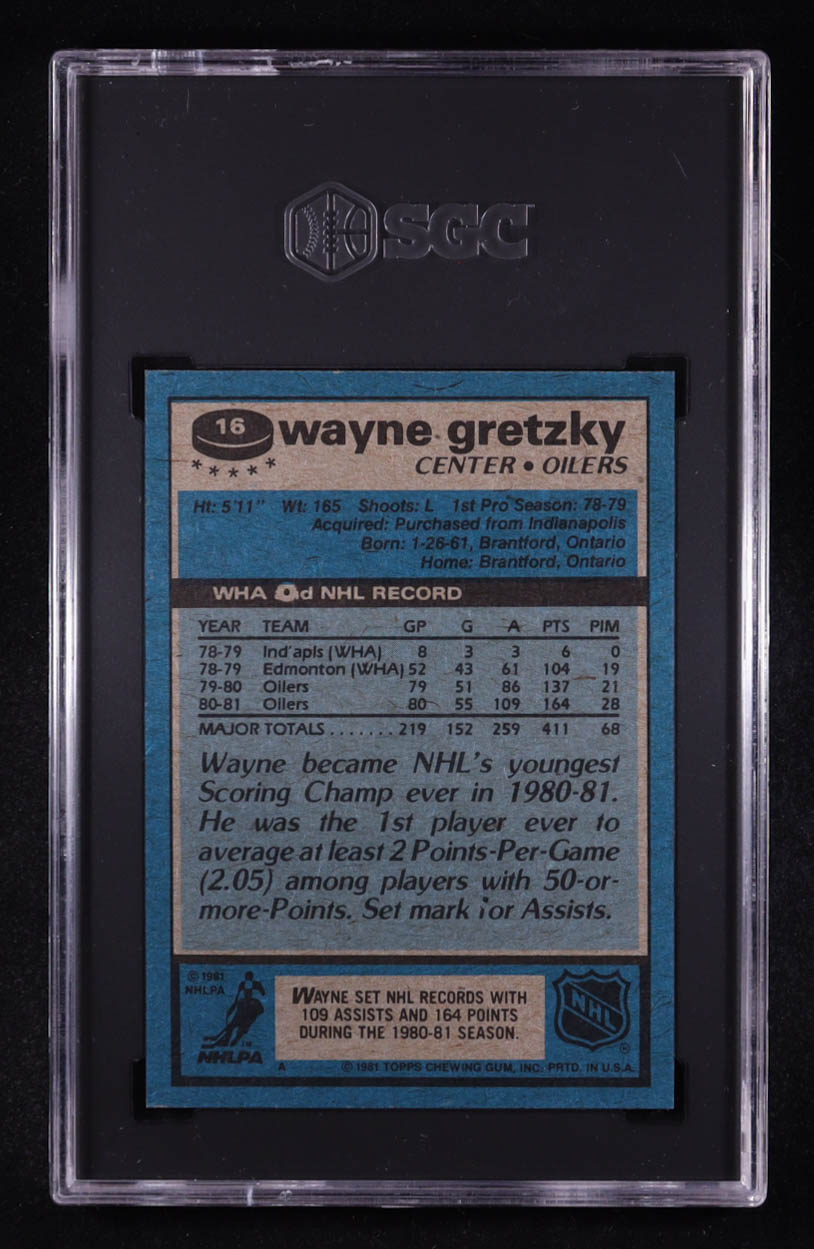 SGC
16 wayne gretzky
CENTER • OILERS
Ht: 5'11" Wt: 165 Shoots: L 1st Pro Season: 78-79
Acquired: Purchased from Indianapolis
Born: 1-26-61, Brantford, Ontario
Home: Brantford, Ontario
WHA and NHL RECORD
YEAR TEAM GP G A PTS PIM
78-79 Ind'apls (WHA) 8 3 3 6 0
78-79 Edmonton (WHA) 52 43 61 104 19
79-80 Oilers 79 51 86 137 21
80-81 Oilers 80 55 109 164 28
MAJOR TOTALS ....... 219 152 259 411 68
Wayne became NHL's youngest
Scoring Champ ever in 1980-81.
He was the 1st player ever to
average at least 2 Points-Per-Game
(2.05) among players with 50-or-
more-Points. Set mark for Assists.
© 1981
NHLPA
WAYNE SET NHL RECORDS WITH
109 ASSISTS AND 164 POINTS
DURING THE 1980-81 SEASON.
NHL
TM
NHLPA
®
A © 1981 TOPPS CHEWING GUM, INC. PRTD. IN U.S.A.